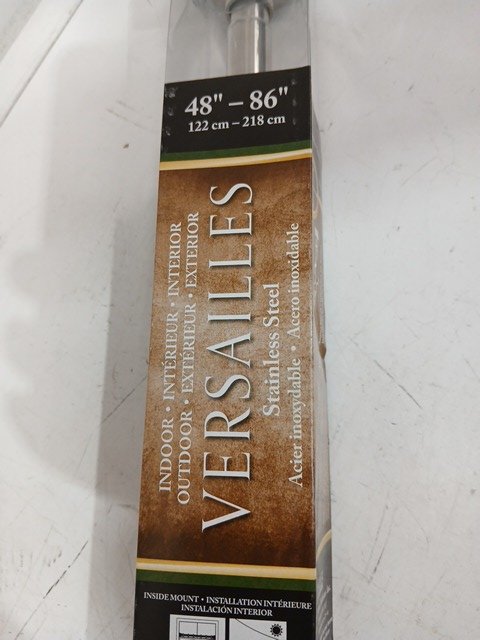 48" – 86"
122 cm – 218 cm
INDOOR • INTÉRIEUR • INTERIOR
OUTDOOR • EXTÉRIEUR • EXTERIOR
VERSAILLES
Stainless Steel
Acier inoxydable • Acero inoxidable
INSIDE MOUNT • INSTALLATION INTÉRIEURE
INSTALACIÓN INTERIOR